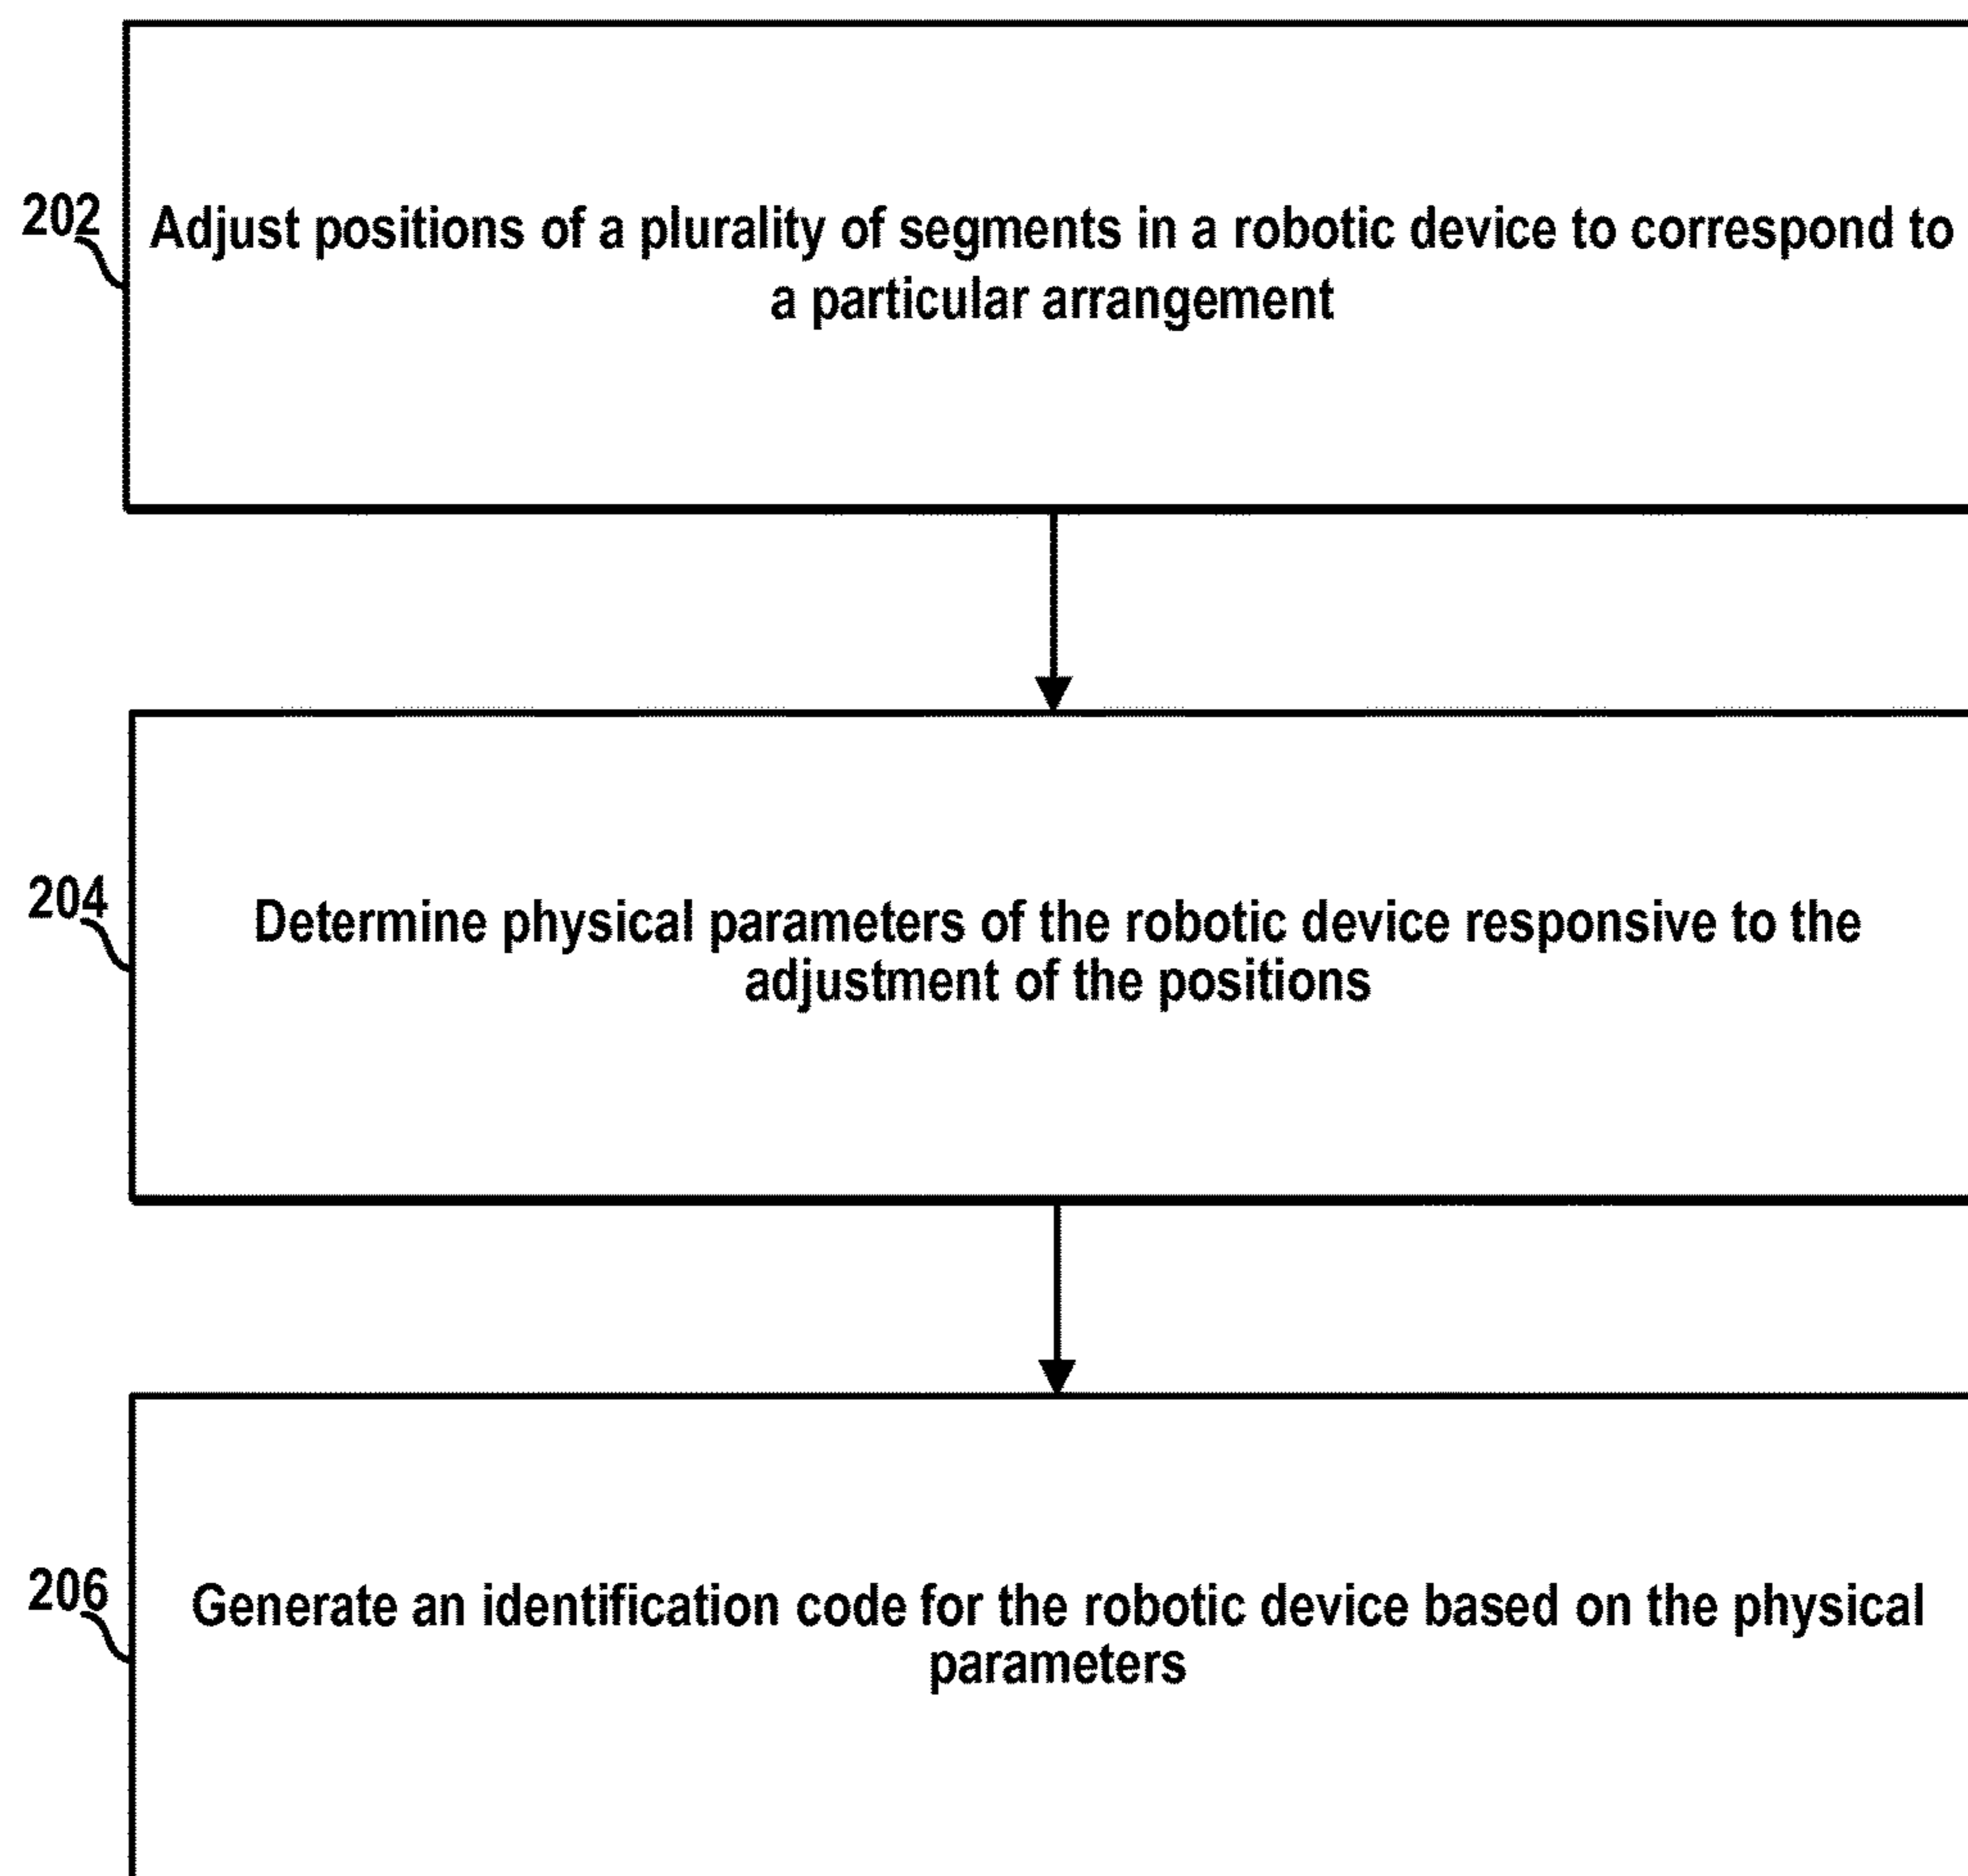 202
Adjust positions of a plurality of segments in a robotic device to correspond to
a particular arrangement
204
Determine physical parameters of the robotic device responsive to the
adjustment of the positions
206
Generate an identification code for the robotic device based on the physical
parameters